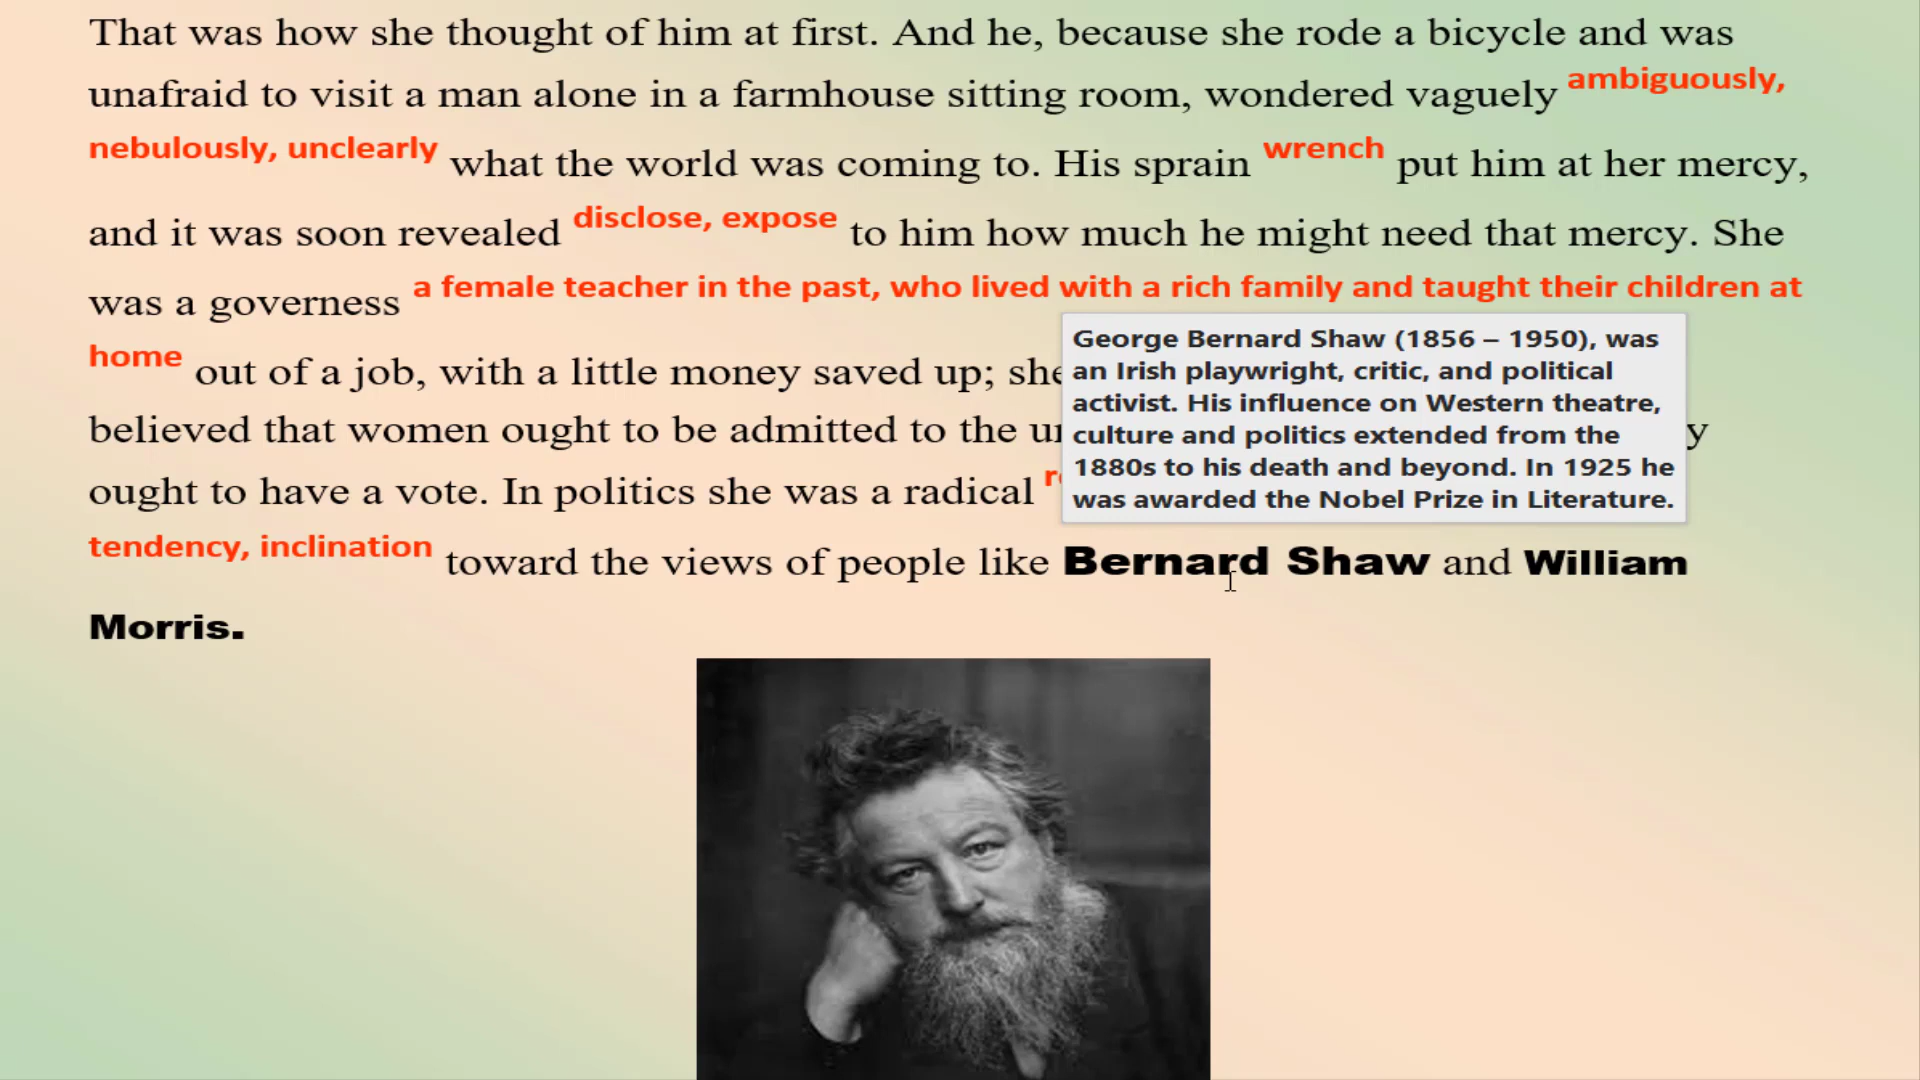 That was how she thought of him at first. And he, because she rode a bicycle and was
unafraid to visit a man alone in a farmhouse sitting room, wondered vaguely ambiguously,
nebulously, unclearly what the world was coming to. His sprain wrench put him at her mercy,
and it was soon revealed disclose, expose to him how much he might need that mercy. She
was a governess a female teacher in the past, who lived with a rich family and taught their children at
home out of a job, with a little money saved up; she
believed that women ought to be admitted to the
ought to have a vote. In politics she was a radical
tendency, inclination toward the views of people like Bernard Shaw and William
Morris.
George Bernard Shaw (1856 – 1950), was
an Irish playwright, critic, and political
activist. His influence on Western theatre,
culture and politics extended from the
1880s to his death and beyond. In 1925 he
was awarded the Nobel Prize in Literature.